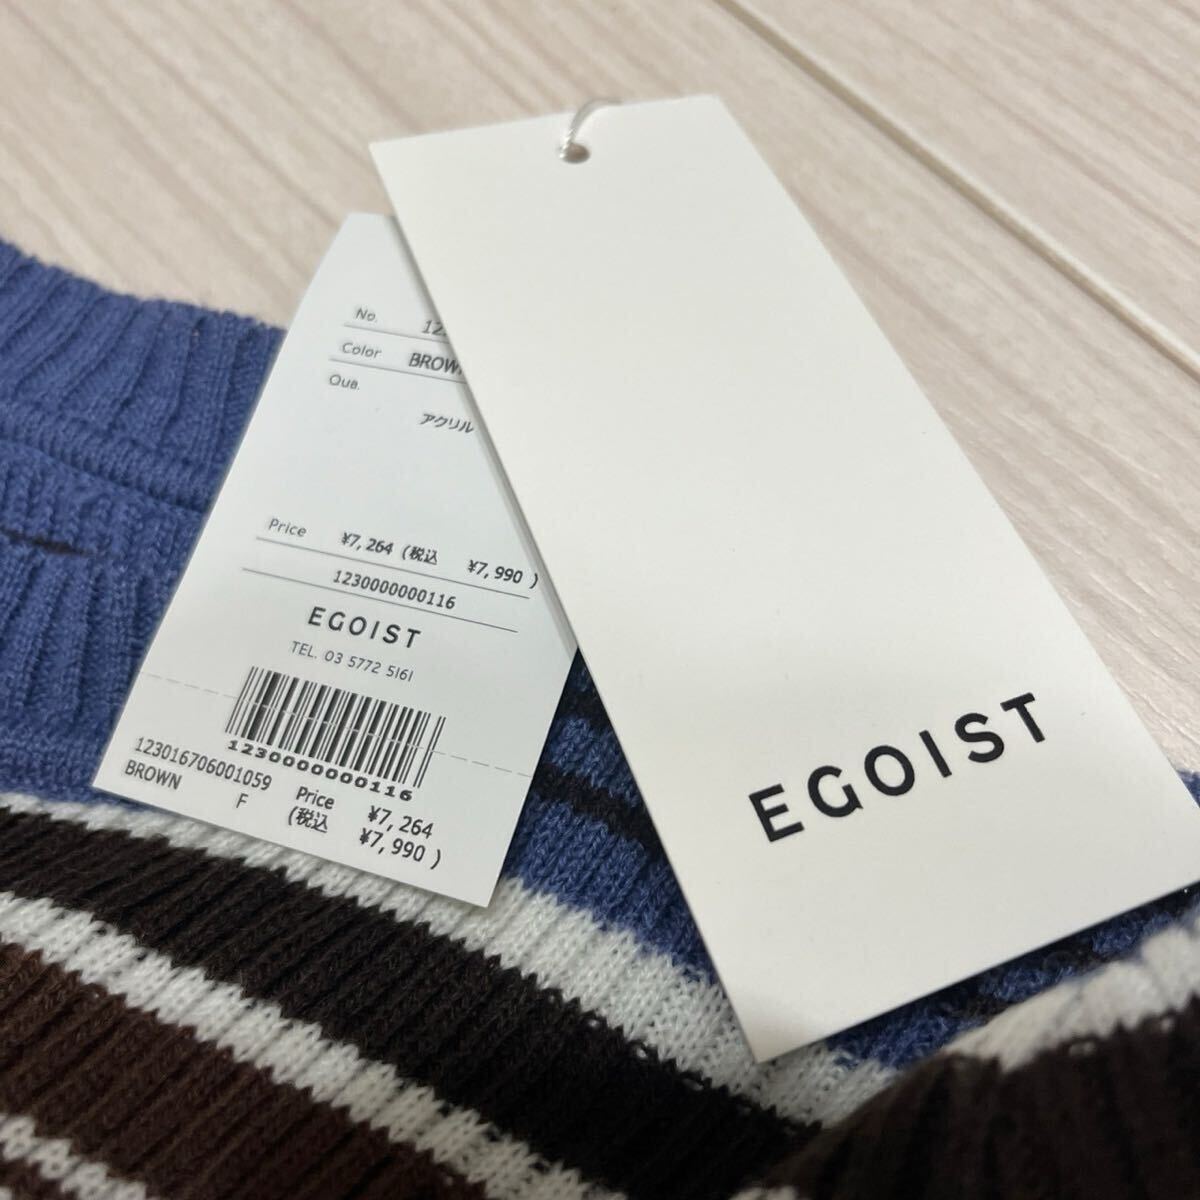 No.
Color BROWN
Qua.
アクリル
Price ¥7,264 (税込 ¥7,990 )
1230000000116
EGOIST
TEL. 03 5772 5161
1230000000116
123016706001059
BROWN F
Price ¥7,264
(税込 ¥7,990 )
EGOIST